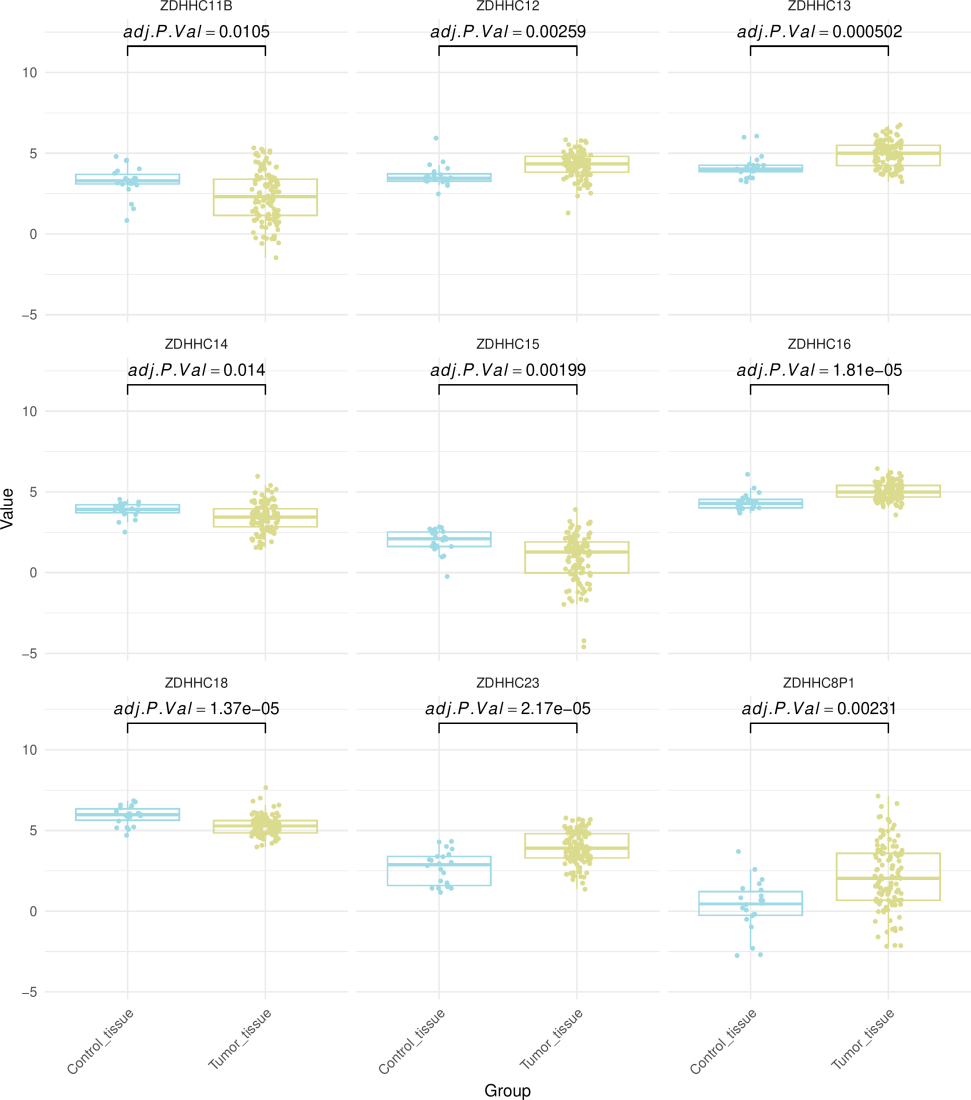 ZDHHC11B ZDHHC12 ZDHHC13
adj.P.Val = 0.0105 adj.P.Val = 0.00259 adj.P.Val = 0.000502
10
5
0
−5
ZDHHC14 ZDHHC15 ZDHHC16
adj.P.Val = 0.014 adj.P.Val = 0.00199 adj.P.Val = 1.81e−05
10
5
0
−5
Value
ZDHHC18 ZDHHC23 ZDHHC8P1
adj.P.Val = 1.37e−05 adj.P.Val = 2.17e−05 adj.P.Val = 0.00231
10
5
0
−5
Control_tissue Tumor_tissue Control_tissue Tumor_tissue Control_tissue Tumor_tissue
Group